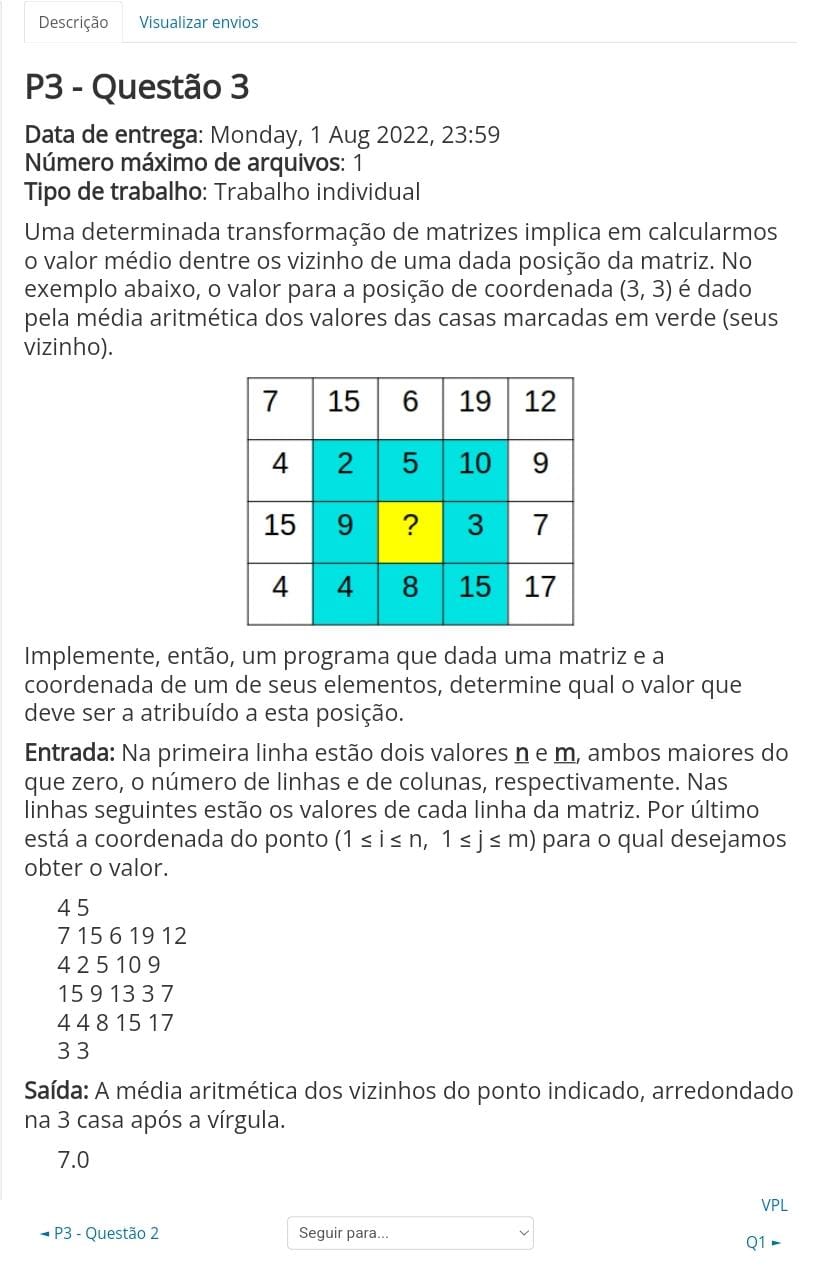 Descrição Visualizar envios
P3 - Questão 3
Data de entrega: Monday, 1 Aug 2022, 23:59
Número máximo de arquivos: 1
Tipo de trabalho: Trabalho individual
Uma determinada transformação de matrizes implica em calcularmos
o valor médio dentre os vizinho de uma dada posição da matriz. No
exemplo abaixo, o valor para a posição de coordenada (3, 3) é dado
pela média aritmética dos valores das casas marcadas em verde (seus
vizinho).
7 15 6 19 12
4 2 5 10 9
15 9 ? 3 7
4 4 8 15 17
Implemente, então, um programa que dada uma matriz e a
coordenada de um de seus elementos, determine qual o valor que
deve ser a atribuído a esta posição.
Entrada: Na primeira linha estão dois valores n e m, ambos maiores do
que zero, o número de linhas e de colunas, respectivamente. Nas
linhas seguintes estão os valores de cada linha da matriz. Por último
está a coordenada do ponto (1 ≤ i ≤ n, 1 ≤ j ≤ m) para o qual desejamos
obter o valor.
4 5
7 15 6 19 12
4 2 5 10 9
15 9 13 3 7
4 4 8 15 17
3 3
Saída: A média aritmética dos vizinhos do ponto indicado, arredondado
na 3 casa após a vírgula.
7.0
VPL
◄ P3 - Questão 2 Seguir para...
Q1 ►